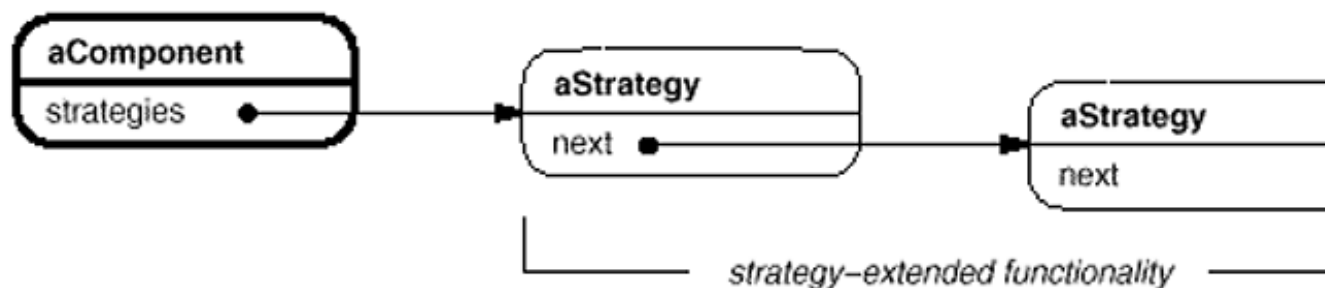 aComponent
strategies
aStrategy
next
aStrategy
next
strategy-extended functionality